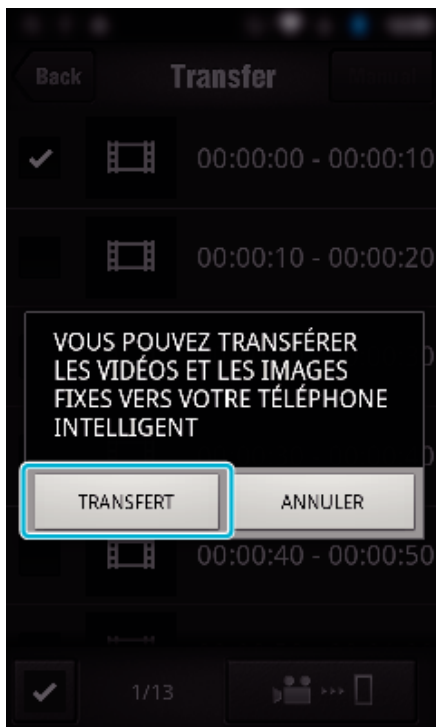 Back
Transfer
Manual
00:00:00 - 00:00:10
00:00:10 - 00:00:20
VOUS POUVEZ TRANSFÉRER
LES VIDÉOS ET LES IMAGES
FIXES VERS VOTRE TÉLÉPHONE
INTELLIGENT
TRANSFERT
ANNULER
00:00:40 - 00:00:50
1/13